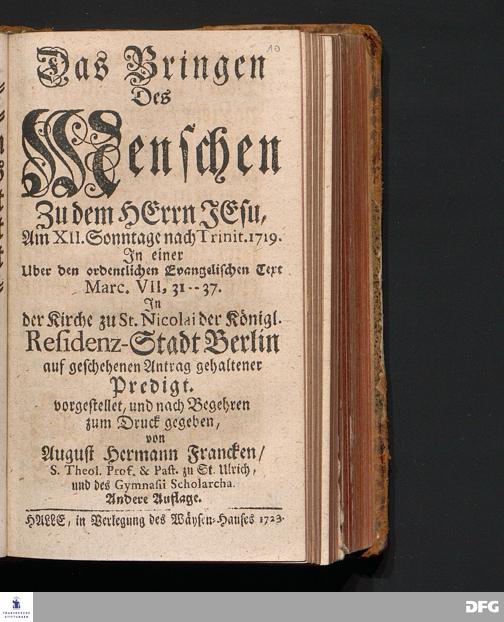 10
Das Bringen
Des
Menschen
Zu dem HErrn JEsu,
Am XII. Sonntage nach Trinit. 1719.
In einer
Uber den ordentlichen Evangelischen Text
Marc. VII, 31--37.
In
der Kirche zu St. Nicolai der Königl.
Residenz-Stadt Berlin
auf geschehenen Antrag gehaltener
Predigt.
vorgestellet, und nach Begehren
zum Druck gegeben,
von
August Hermann Francken/
S. Theol. Prof. & Past. zu St. Ulrich,
und des Gymnasii Scholarcha.
Andere Auflage.
HALLE, in Verlegung des Wäysen-Hauses 1723.
FRANCKESCHE
STIFTUNGEN
DFG